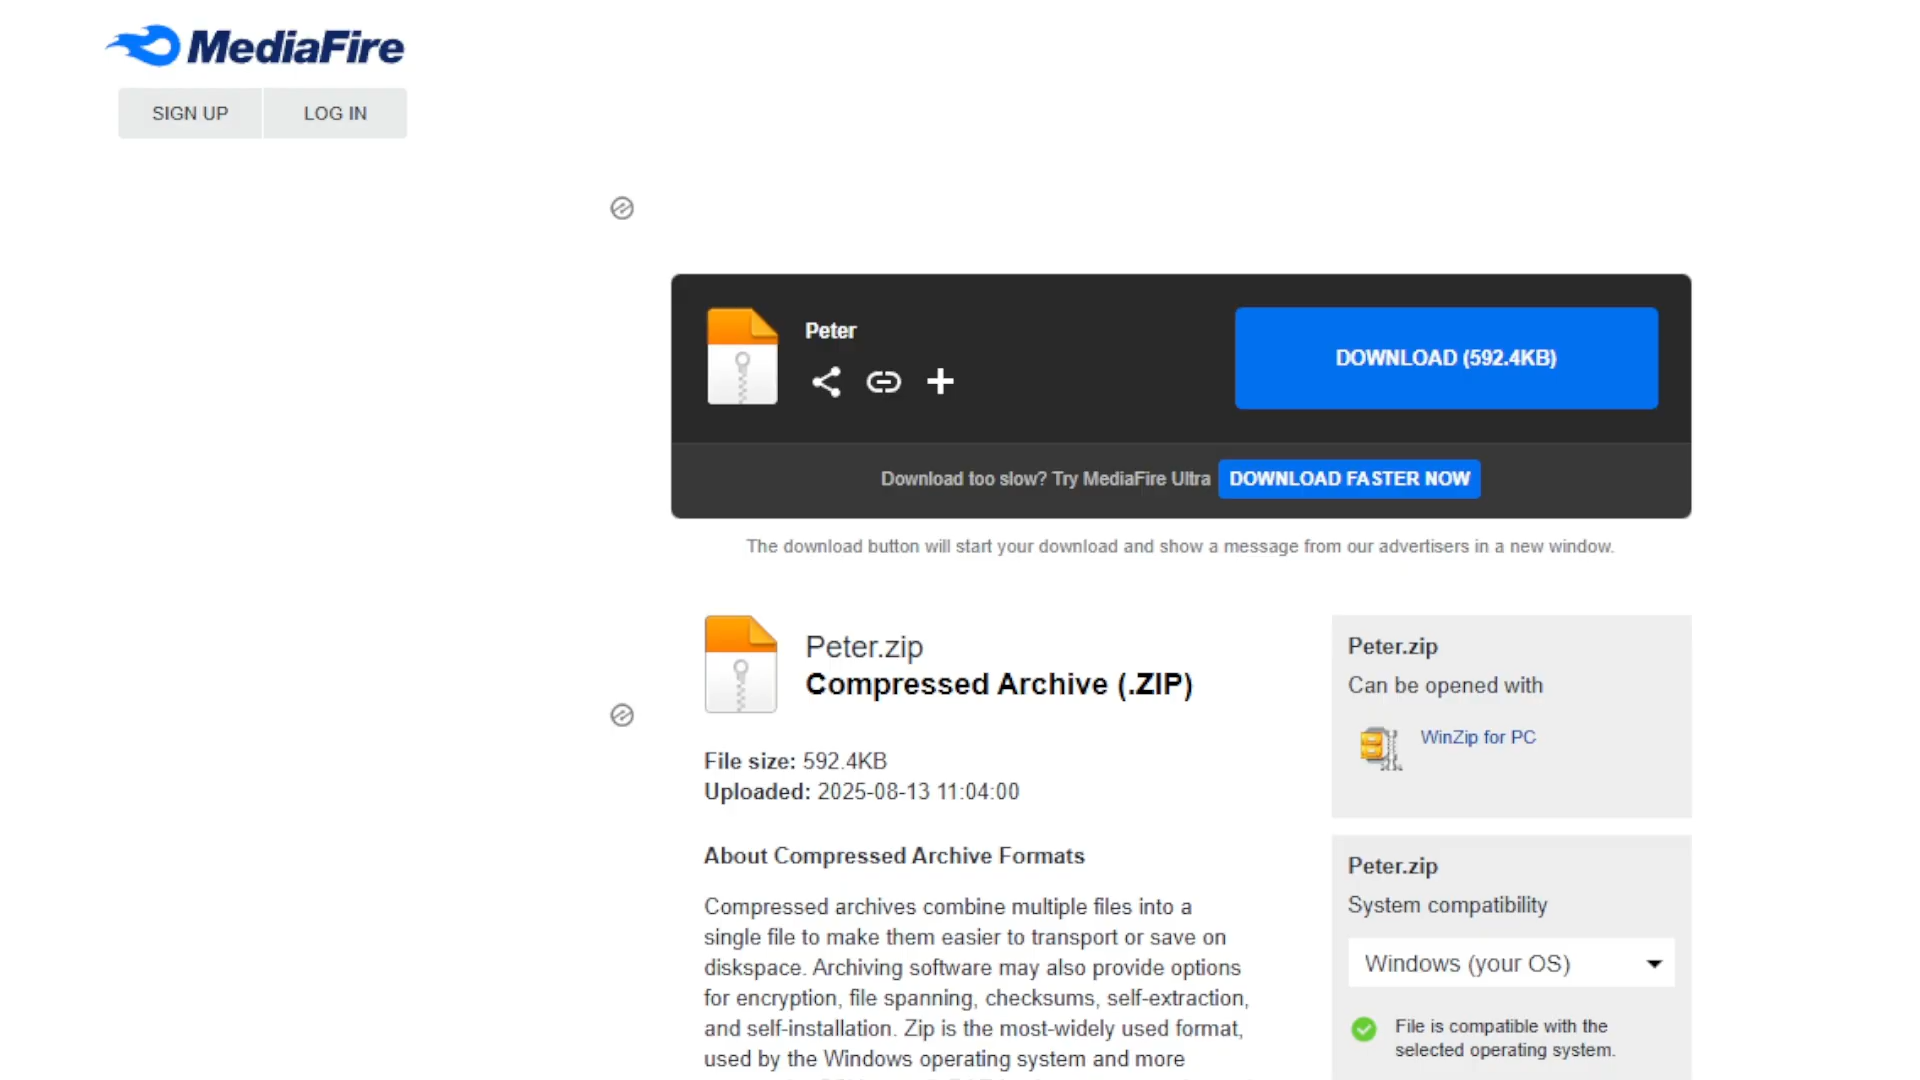 MediaFire
SIGN UP
LOG IN
Peter
DOWNLOAD (592.4KB)
Download too slow? Try MediaFire Ultra
DOWNLOAD FASTER NOW
The download button will start your download and show a message from our advertisers in a new window.
Peter.zip
Compressed Archive (.ZIP)
File size: 592.4KB
Uploaded: 2025-08-13 11:04:00
About Compressed Archive Formats
Compressed archives combine multiple files into a
single file to make them easier to transport or save on
diskspace. Archiving software may also provide options
for encryption, file spanning, checksums, self-extraction,
and self-installation. Zip is the most-widely used format,
used by the Windows operating system and more
Peter.zip
Can be opened with
WinZip for PC
Peter.zip
System compatibility
Windows (your OS)
File is compatible with the
selected operating system.